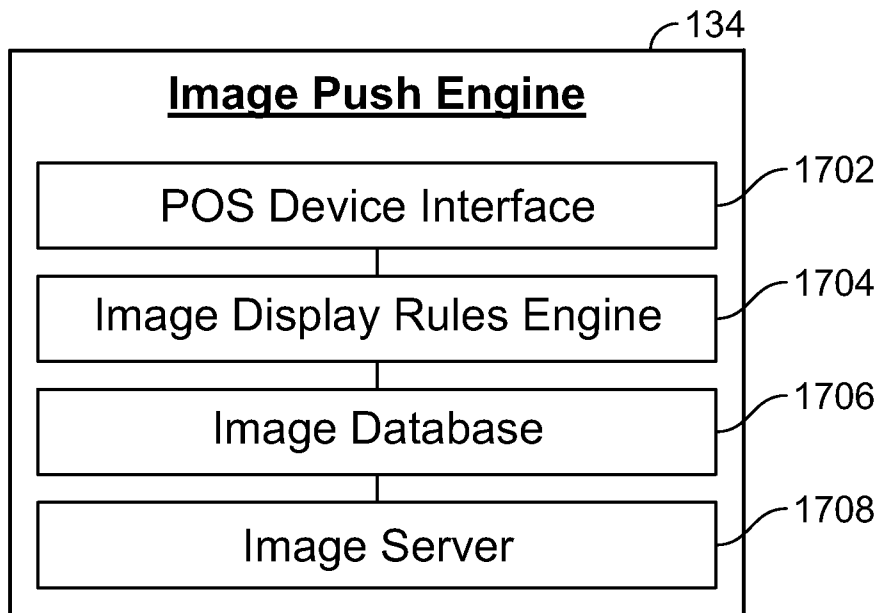 134
Image Push Engine
POS Device Interface
1702
Image Display Rules Engine
1704
Image Database
1706
Image Server
1708